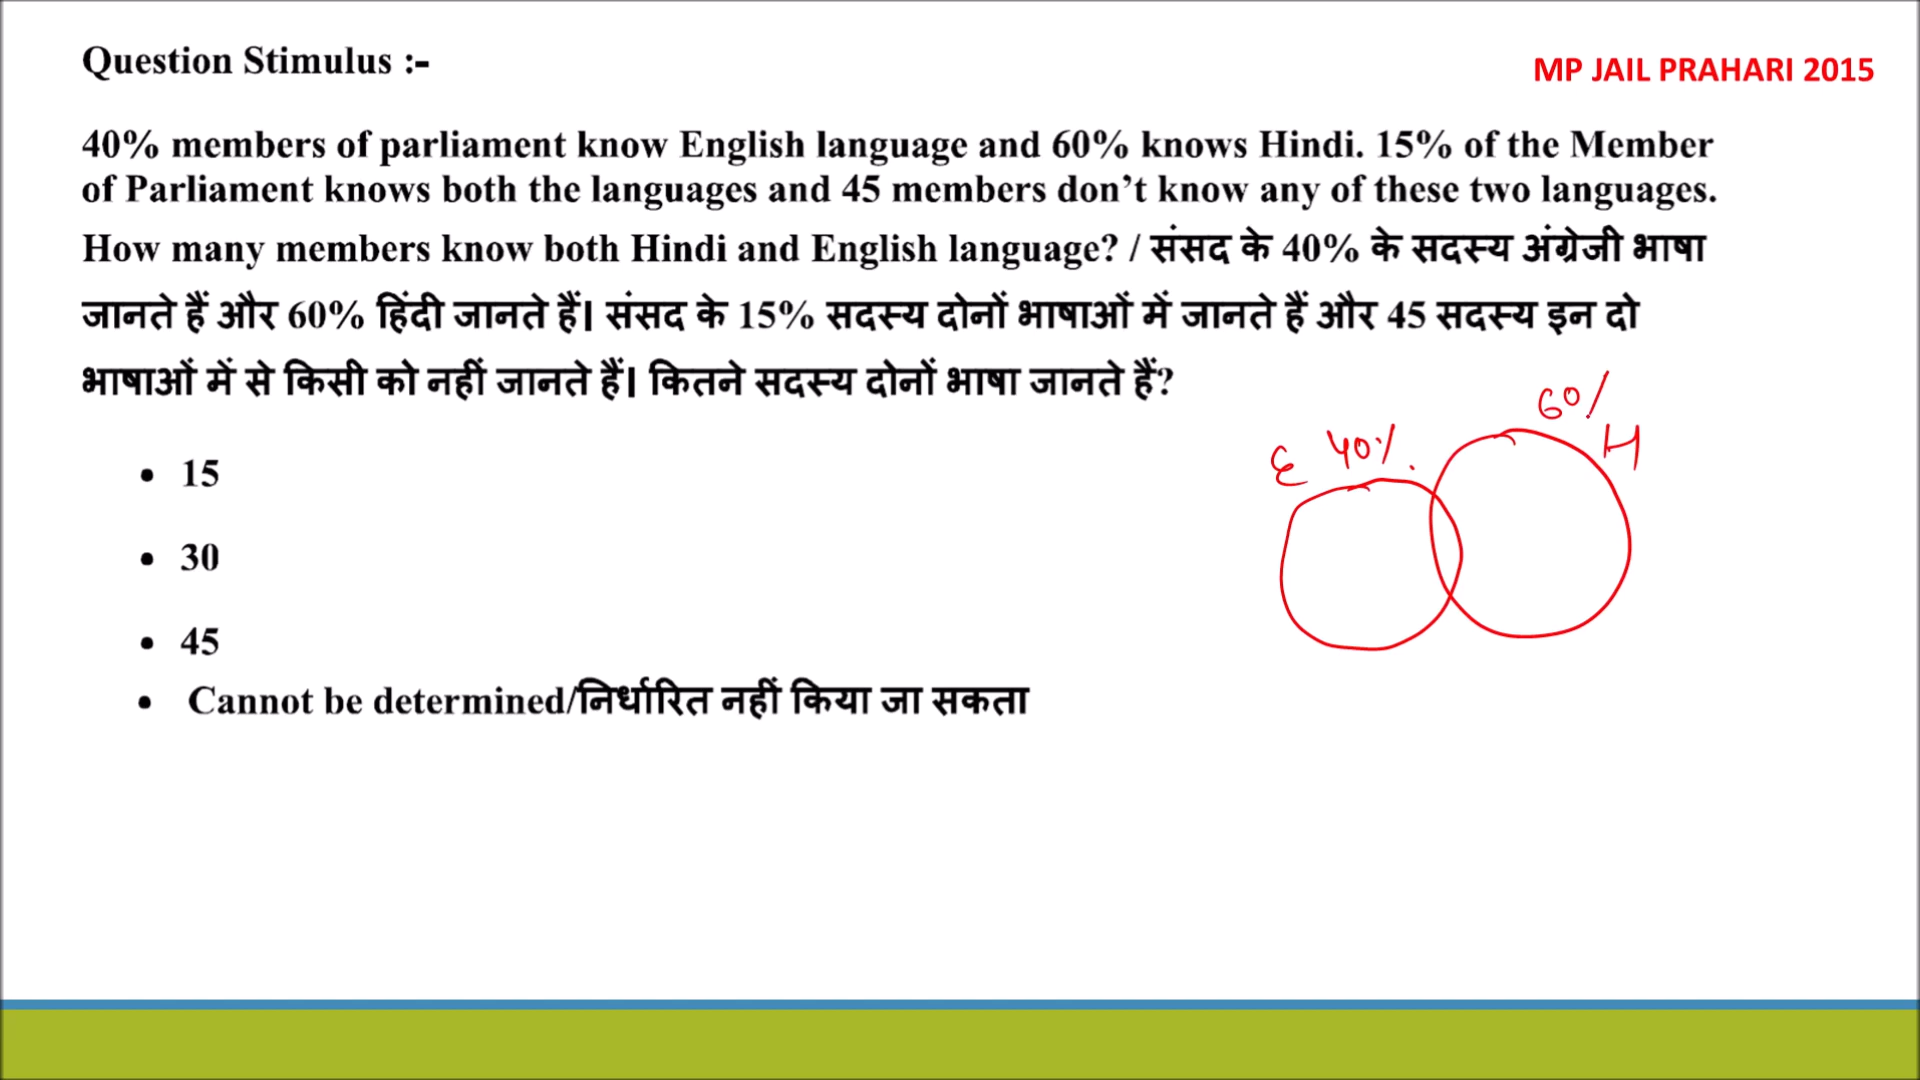 Question Stimulus :-
MP JAIL PRAHARI 2015
40% members of parliament know English language and 60% knows Hindi. 15% of the Member
of Parliament knows both the languages and 45 members don’t know any of these two languages.
How many members know both Hindi and English language? / संसद के 40% के सदस्य अंग्रेजी भाषा
जानते हैं और 60% हिंदी जानते हैं। संसद के 15% सदस्य दोनों भाषाओं में जानते हैं और 45 सदस्य इन दो
भाषाओं में से किसी को नहीं जानते हैं। कितने सदस्य दोनों भाषा जानते हैं?
60/
E 40%. H
• 15
• 30
• 45
• Cannot be determined/निर्धारित नहीं किया जा सकता